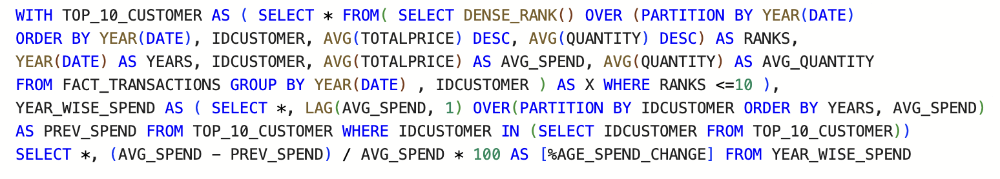 WITH TOP_10_CUSTOMER AS ( SELECT * FROM( SELECT DENSE_RANK() OVER (PARTITION BY YEAR(DATE)
ORDER BY YEAR(DATE), IDCUSTOMER, AVG(TOTALPRICE) DESC, AVG(QUANTITY) DESC) AS RANKS,
YEAR(DATE) AS YEARS, IDCUSTOMER, AVG(TOTALPRICE) AS AVG_SPEND, AVG(QUANTITY) AS AVG_QUANTITY
FROM FACT_TRANSACTIONS GROUP BY YEAR(DATE) , IDCUSTOMER ) AS X WHERE RANKS <=10 ),
YEAR_WISE_SPEND AS ( SELECT *, LAG(AVG_SPEND, 1) OVER(PARTITION BY IDCUSTOMER ORDER BY YEARS, AVG_SPEND)
AS PREV_SPEND FROM TOP_10_CUSTOMER WHERE IDCUSTOMER IN (SELECT IDCUSTOMER FROM TOP_10_CUSTOMER))
SELECT *, (AVG_SPEND - PREV_SPEND) / AVG_SPEND * 100 AS [%AGE_SPEND_CHANGE] FROM YEAR_WISE_SPEND